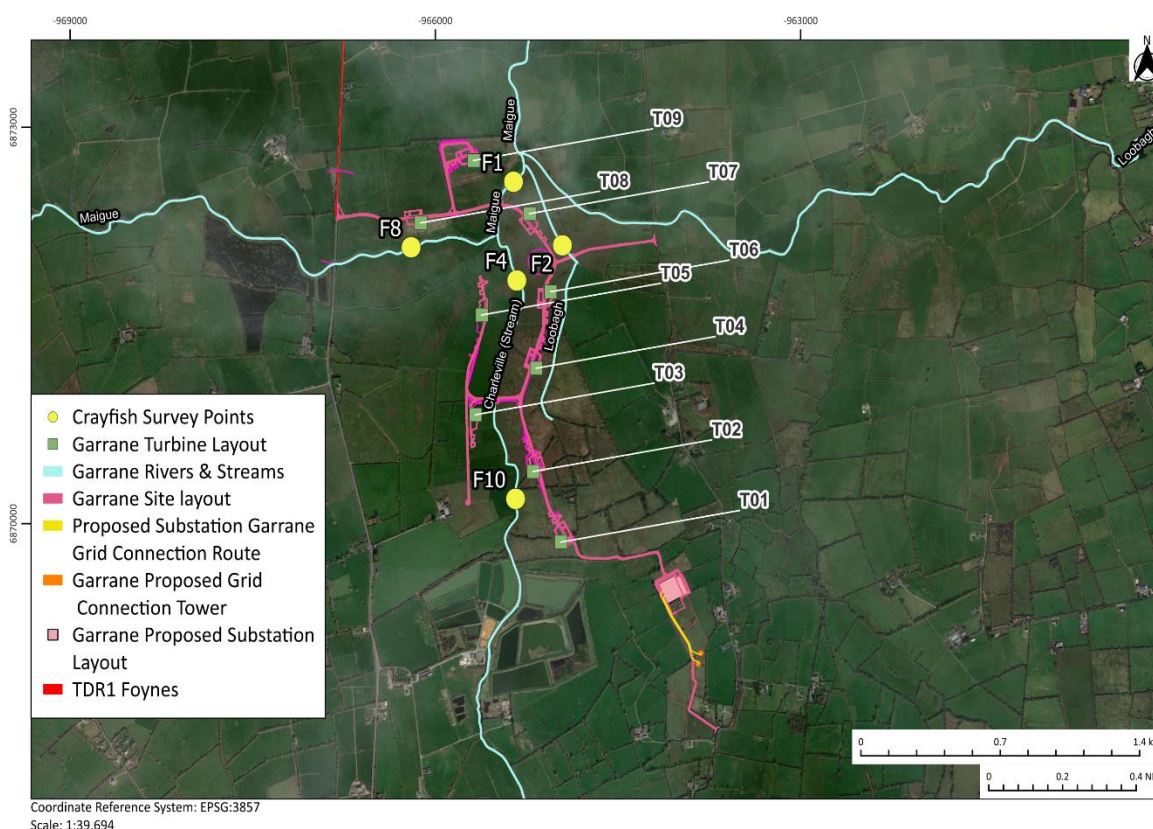 -969000
-966000
-963000
N
6873000
6870000
Maigue
T09
F1
T08
T07
Loobagh
Maigue
Maigue
F8
F4
F2
T06
T05
Charleville (Stream)
Loobagh
T04
T03
T02
F10
T01
Crayfish Survey Points
Garrane Turbine Layout
Garrane Rivers & Streams
Garrane Site layout
Proposed Substation Garrane
Grid Connection Route
Garrane Proposed Grid
Connection Tower
Garrane Proposed Substation
Layout
TDR1 Foynes
0 0.7 1.4 k
0 0.2 0.4 N
Coordinate Reference System: EPSG:3857
Scale: 1:39,694